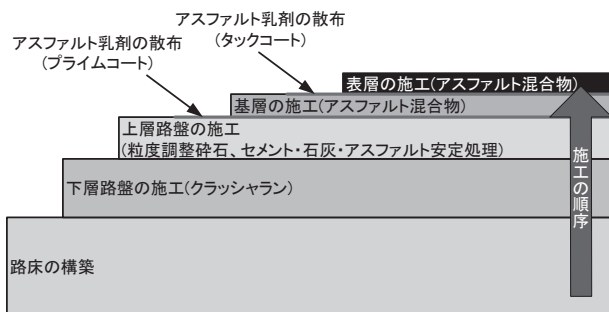 アスファルト乳剤の散布
(タックコート)
アスファルト乳剤の散布
(プライムコート)
表層の施工(アスファルト混合物)
基層の施工(アスファルト混合物)
上層路盤の施工
(粒度調整砕石、セメント・石灰・アスファルト安定処理)
下層路盤の施工(クラッシャラン)
路床の構築
施工の順序